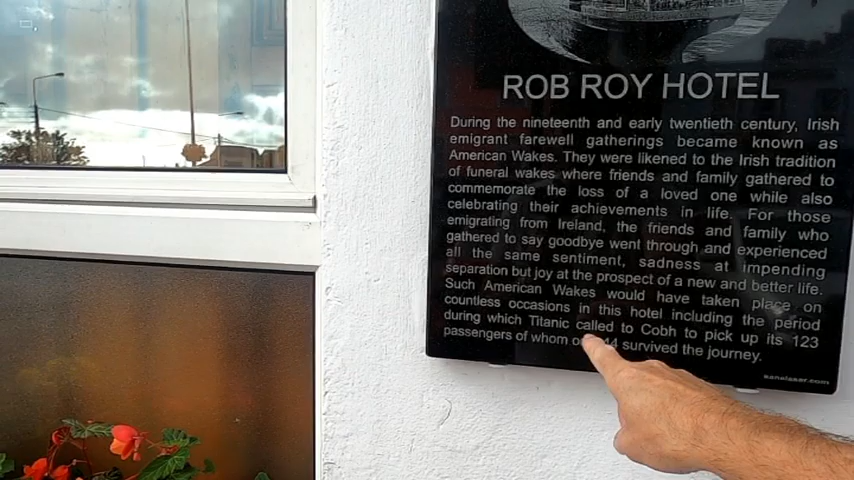 ROB ROY HOTEL
During the nineteenth and early twentieth century, Irish
emigrant farewell gatherings became known as
American Wakes. They were likened to the Irish tradition
of funeral wakes where friends and family gathered to
commemorate the loss of a loved one while also
celebrating their achievements in life. For those
emigrating from Ireland, the friends and family who
gathered to say goodbye went through and experienced
all the same sentiment, sadness at impending
separation but joy at the prospect of a new and better life.
Such American Wakes would have taken place on
countless occasions in this hotel including the period
during which Titanic called to Cobh to pick up its 123
passengers of whom 44 survived the journey.